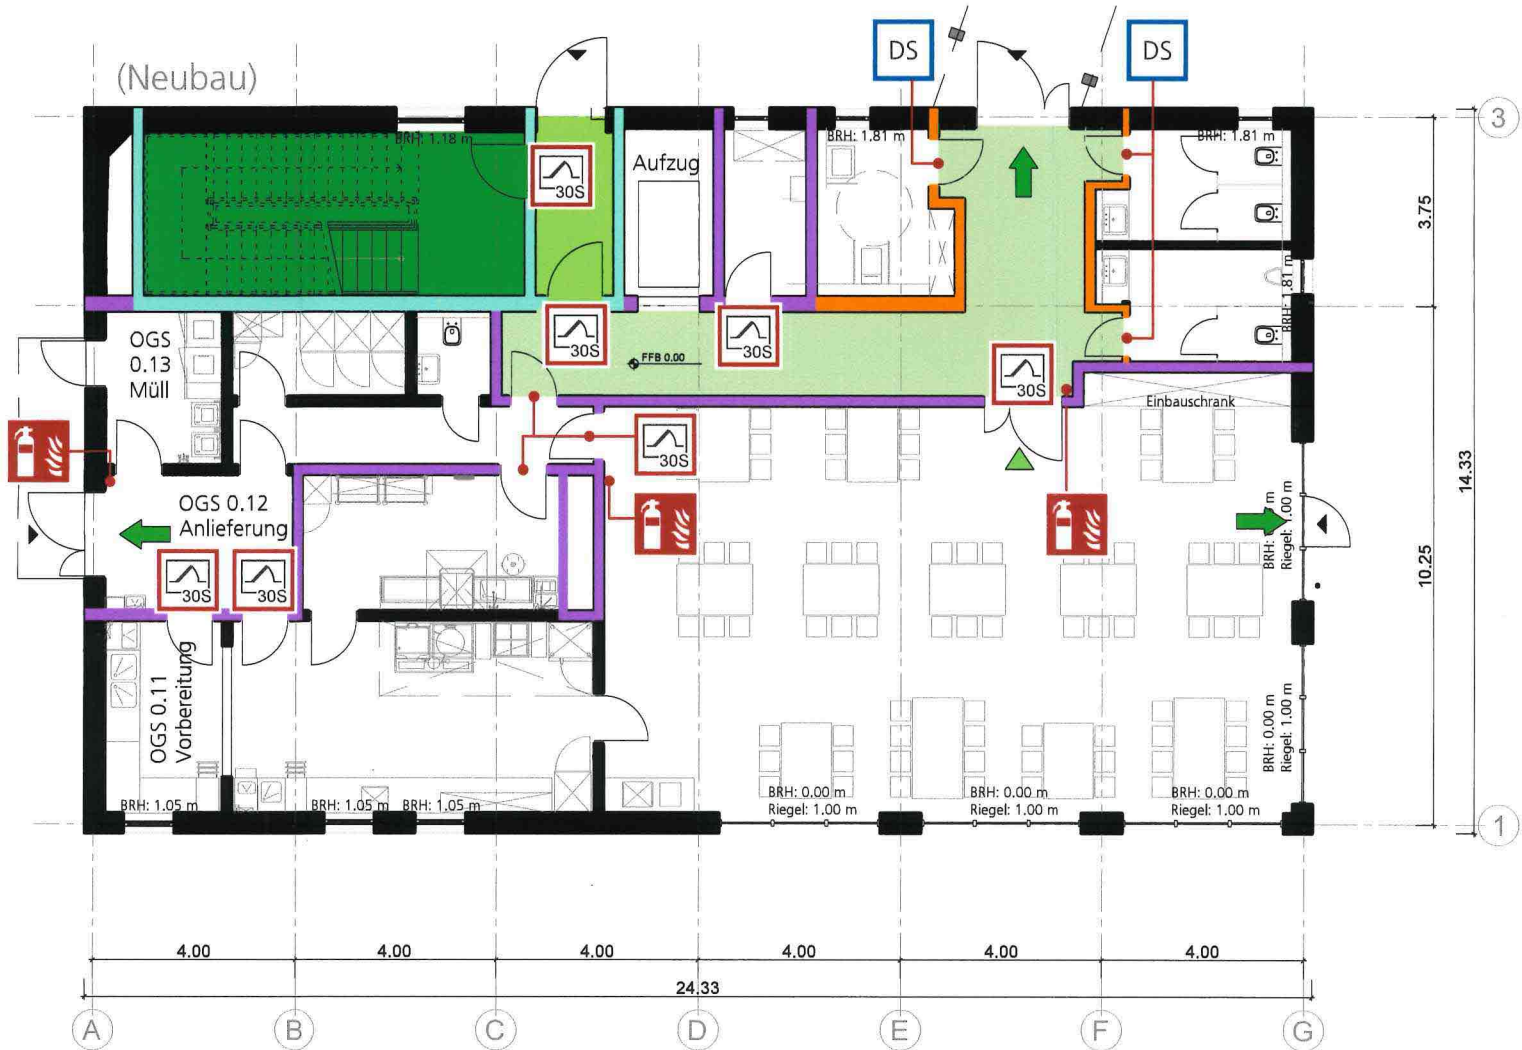 (Neubau)
DS
DS
3
BRH: 1.18 m
BRH: 1.81 m
BRH: 1.81 m
Aufzug
30S
3.75
BRH: 1.81 m
OGS
0.13
Müll
30S
30S
FFB 0.00
30S
Einbauschrank
30S
14.33
OGS 0.12
Anlieferung
BRH: 0.00 m
Riegel: 1.00 m
30S
30S
10.25
OGS 0.11
Vorbereitung
BRH: 0.00 m
Riegel: 1.00 m
BRH: 1.05 m
BRH: 1.05 m
BRH: 1.05 m
BRH: 0.00 m
Riegel: 1.00 m
BRH: 0.00 m
Riegel: 1.00 m
BRH: 0.00 m
Riegel: 1.00 m
1
4.00
4.00
4.00
4.00
4.00
4.00
24.33
A
B
C
D
E
F
G